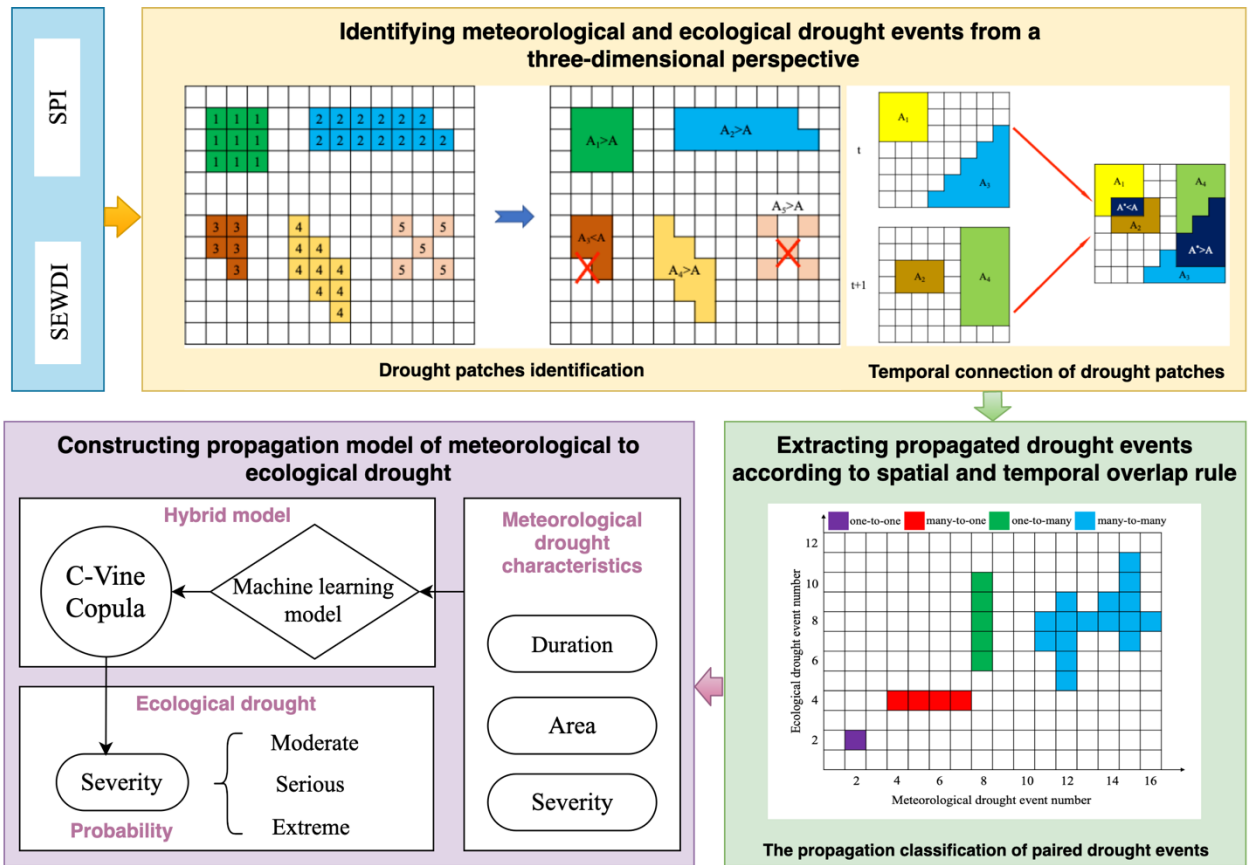 SPI
SEWDI
Identifying meteorological and ecological drought events from a
three-dimensional perspective
1 1 1
1 1 1
1 1 1
2 2 2 2 2 2
2 2 2 2 2 2 2
3 3
3 3
3
4
4 4
4 4 4
4 4
4
5 5
5
5 5
A₁>A
A₂>A
A₃<A
A₄>A
A₅>A
Drought patches identification
t
A₁
A₃
t+1
A₂
A₄
A₁
A₄
A*<A
A₂
A*>A
A₃
Temporal connection of drought patches
Constructing propagation model of meteorological to
ecological drought
Hybrid model
C-Vine
Copula
Machine learning
model
Meteorological
drought
characteristics
Duration
Area
Severity
Ecological drought
Severity
Probability
Moderate
Serious
Extreme
Extracting propagated drought events
according to spatial and temporal overlap rule
one-to-one many-to-one one-to-many many-to-many
Ecological drought event number
12
10
8
6
4
2
2 4 6 8 10 12 14 16
Meteorological drought event number
The propagation classification of paired drought events